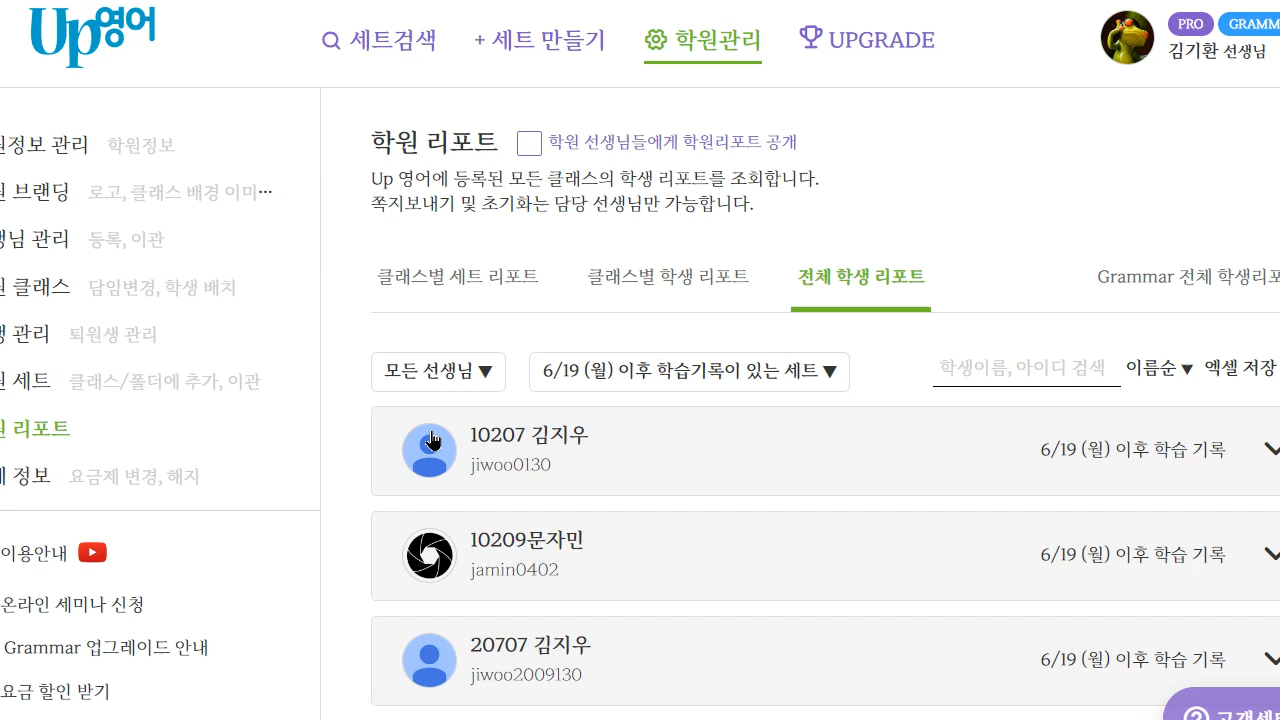 Up영어
세트검색
+ 세트 만들기
학원관리
UPGRADE
PRO
GRAMM
김기환 선생님
원정보 관리 학원정보
원 브랜딩 로고, 클래스 배경 이미···
생님 관리 등록, 이관
원 클래스 담임변경, 학생 배치
생 관리 퇴원생 관리
원 세트 클래스/폴더에 추가, 이관
원 리포트
제 정보 요금제 변경, 해지
이용안내
온라인 세미나 신청
Grammar 업그레이드 안내
요금 할인 받기
학원 리포트 학원 선생님들에게 학원리포트 공개
Up 영어에 등록된 모든 클래스의 학생 리포트를 조회합니다.
쪽지보내기 및 초기화는 담당 선생님만 가능합니다.
클래스별 세트 리포트 클래스별 학생 리포트 전체 학생 리포트 Grammar 전체 학생리포
모든 선생님 ▼ 6/19 (월) 이후 학습기록이 있는 세트 ▼ 학생이름, 아이디 검색 이름순 ▼ 엑셀 저장
10207 김지우
jiwoo0130
6/19 (월) 이후 학습 기록
10209문자민
jamin0402
6/19 (월) 이후 학습 기록
20707 김지우
jiwoo2009130
6/19 (월) 이후 학습 기록
고객센터